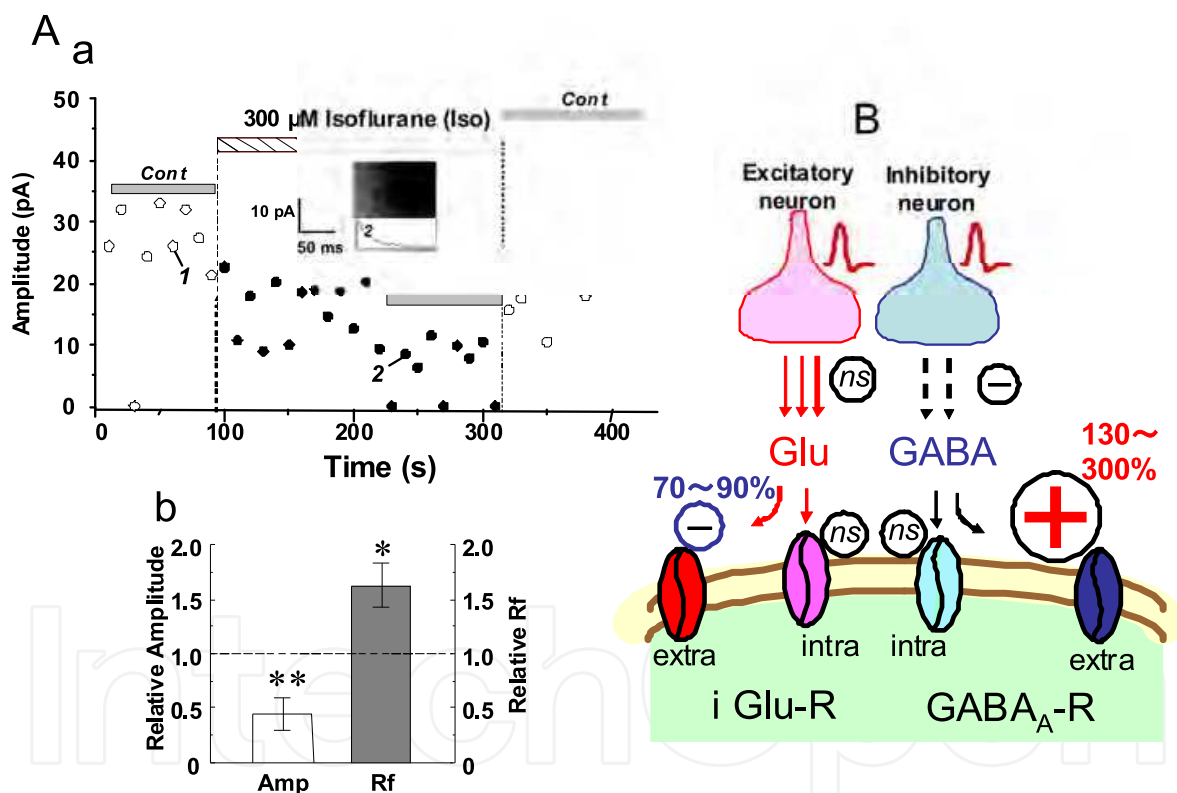 A
a
50
40
30
20
10
0
Amplitude (pA)
300 µM Isoflurane (Iso)
Cont
Cont
10 pA
50 ms
2
1
2
0 100 200 300 400
Time (s)
b
2.0
1.5
1.0
0.5
0
Relative Amplitude
*
**
2.0
1.5
1.0
0.5
0
Relative Rf
Amp Rf
B
Excitatory neuron
Inhibitory neuron
ns
−
Glu
GABA
130～
300%
70～90%
−
ns
ns
+
extra
intra
intra
extra
i Glu-R
GABA_A-R
IntechOpen